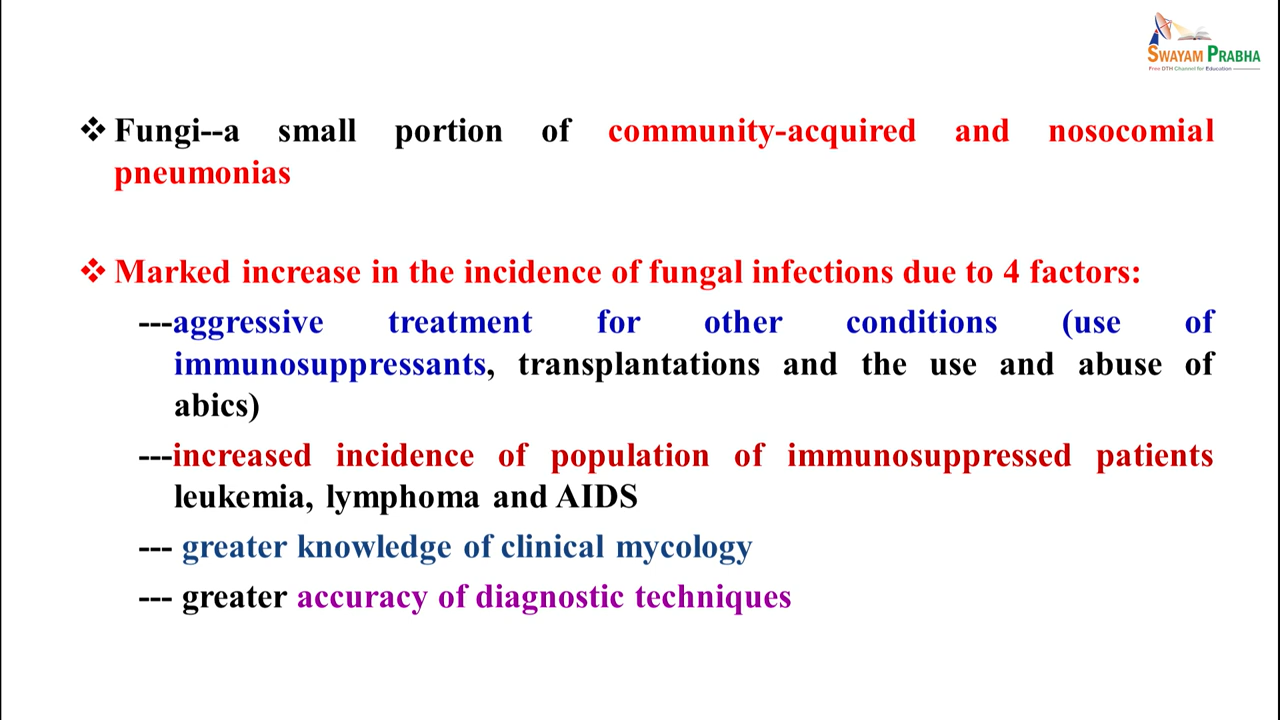 SWAYAM PRABHA
Free DTH Channel for Education
❖ Fungi--a small portion of community-acquired and nosocomial
pneumonias
❖ Marked increase in the incidence of fungal infections due to 4 factors:
---aggressive treatment for other conditions (use of
immunosuppressants, transplantations and the use and abuse of
abics)
---increased incidence of population of immunosuppressed patients
leukemia, lymphoma and AIDS
--- greater knowledge of clinical mycology
--- greater accuracy of diagnostic techniques